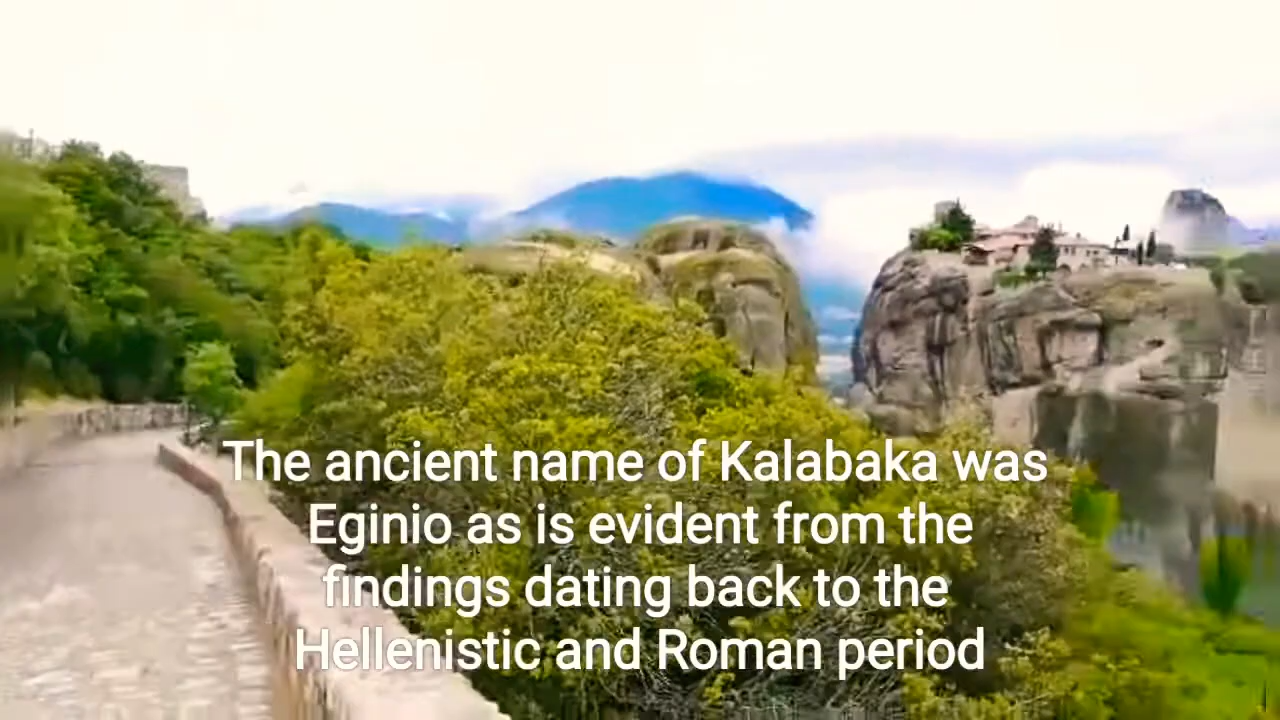 The ancient name of Kalabaka was
Eginio as is evident from the
findings dating back to the
Hellenistic and Roman period